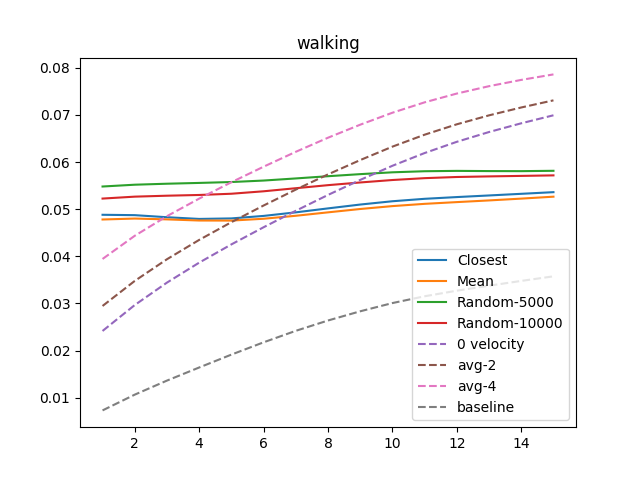 walking
0.08
0.07
0.06
0.05
0.04
0.03
0.02
0.01
Closest
Mean
Random-5000
Random-10000
0 velocity
avg-2
avg-4
baseline
2 4 6 8 10 12 14